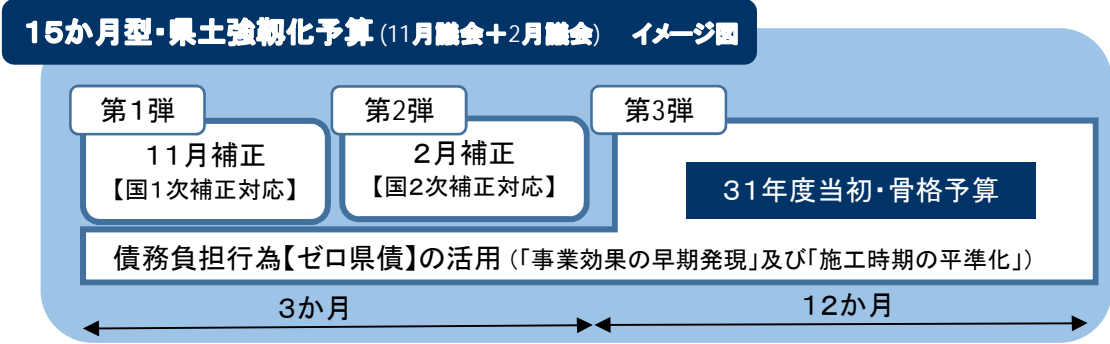 15か月型・県土強靱化予算(11月議会＋2月議会)　イメージ図
第１弾
第2弾
第3弾
１１月補正
【国１次補正対応】
２月補正
【国２次補正対応】
３１年度当初・骨格予算
債務負担行為【ゼロ県債】の活用（「事業効果の早期発現」及び「施工時期の平準化」）
３か月
１２か月